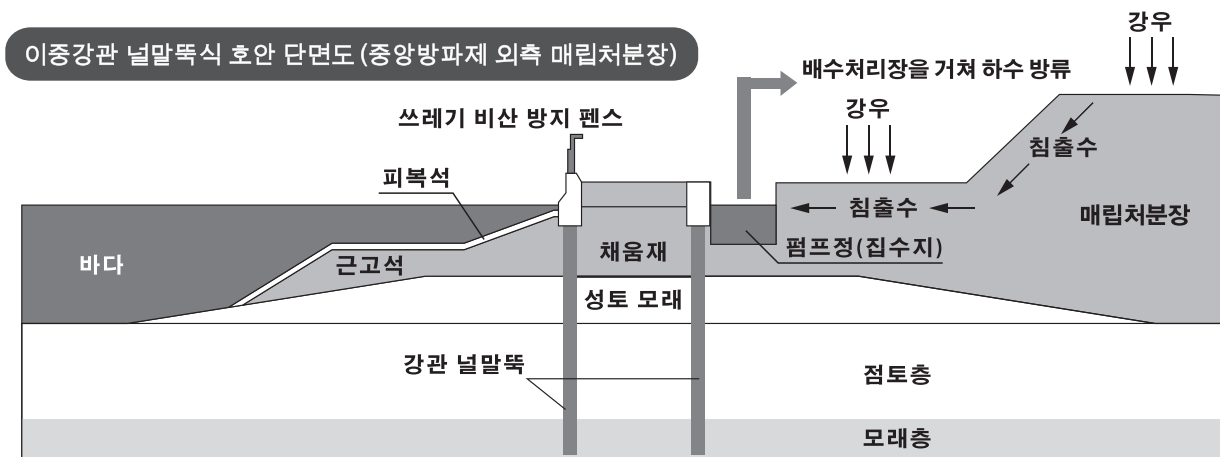 이중강관 널말뚝식 호안 단면도 (중앙방파제 외측 매립처분장)
강우
배수처리장을 거쳐 하수 방류
강우
쓰레기 비산 방지 펜스
침출수
피복석
침출수
매립처분장
채움재
펌프정(집수지)
바다
근고석
성토 모래
강관 널말뚝
점토층
모래층